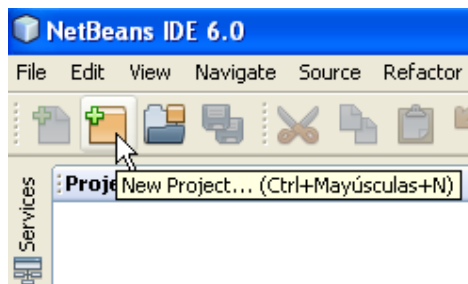 NetBeans IDE 6.0
File Edit View Navigate Source Refactor
Proje
New Project... (Ctrl+Mayúsculas+N)
Services